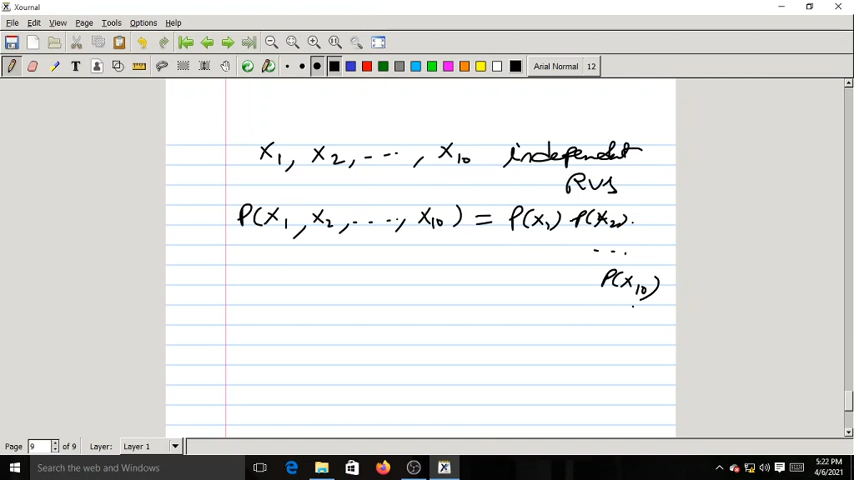 Xournal
File Edit View Page Tools Options Help
Arial Normal 12
X1, X2, ..., X10 independent
RVs
P(X1, X2, ...., X10) = P(X1) P(X2).
...
P(X10)
Page 9 of 9 Layer: Layer 1
Search the web and Windows
5:22 PM
4/6/2021